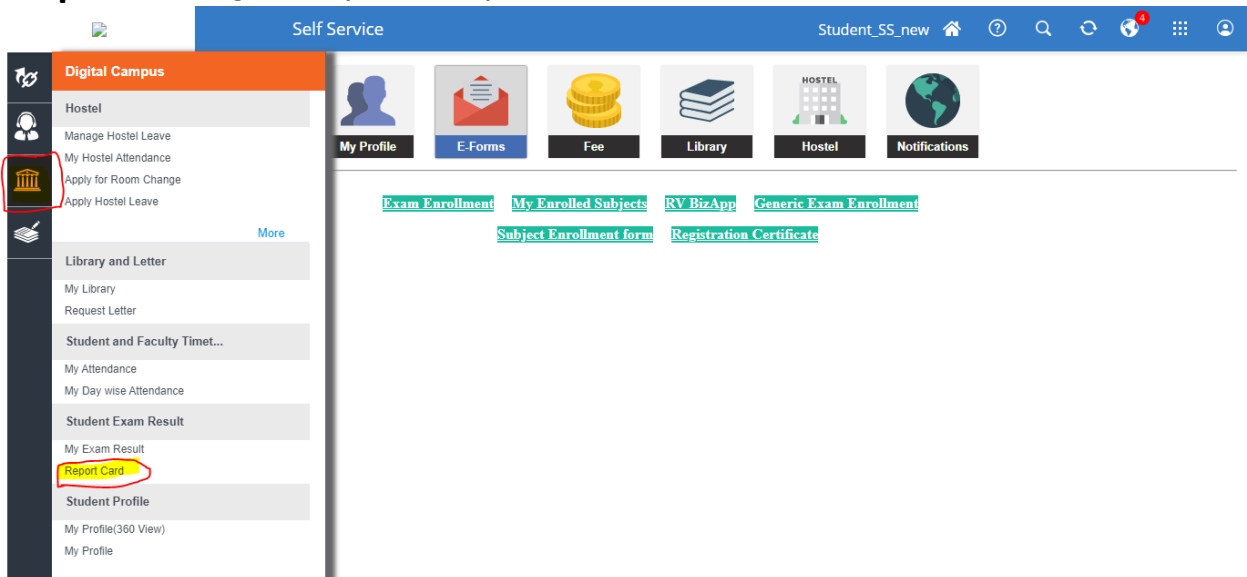 Self Service
Student_SS_new
4
Digital Campus
Hostel
Manage Hostel Leave
My Hostel Attendance
Apply for Room Change
Apply Hostel Leave
More
Library and Letter
My Library
Request Letter
Student and Faculty Timet...
My Attendance
My Day wise Attendance
Student Exam Result
My Exam Result
Report Card
Student Profile
My Profile(360 View)
My Profile
My Profile
E-Forms
Fee
Library
HOSTEL
Hostel
Notifications
Exam Enrollment My Enrolled Subjects RV BizApp Generic Exam Enrollment
Subject Enrollment form Registration Certificate